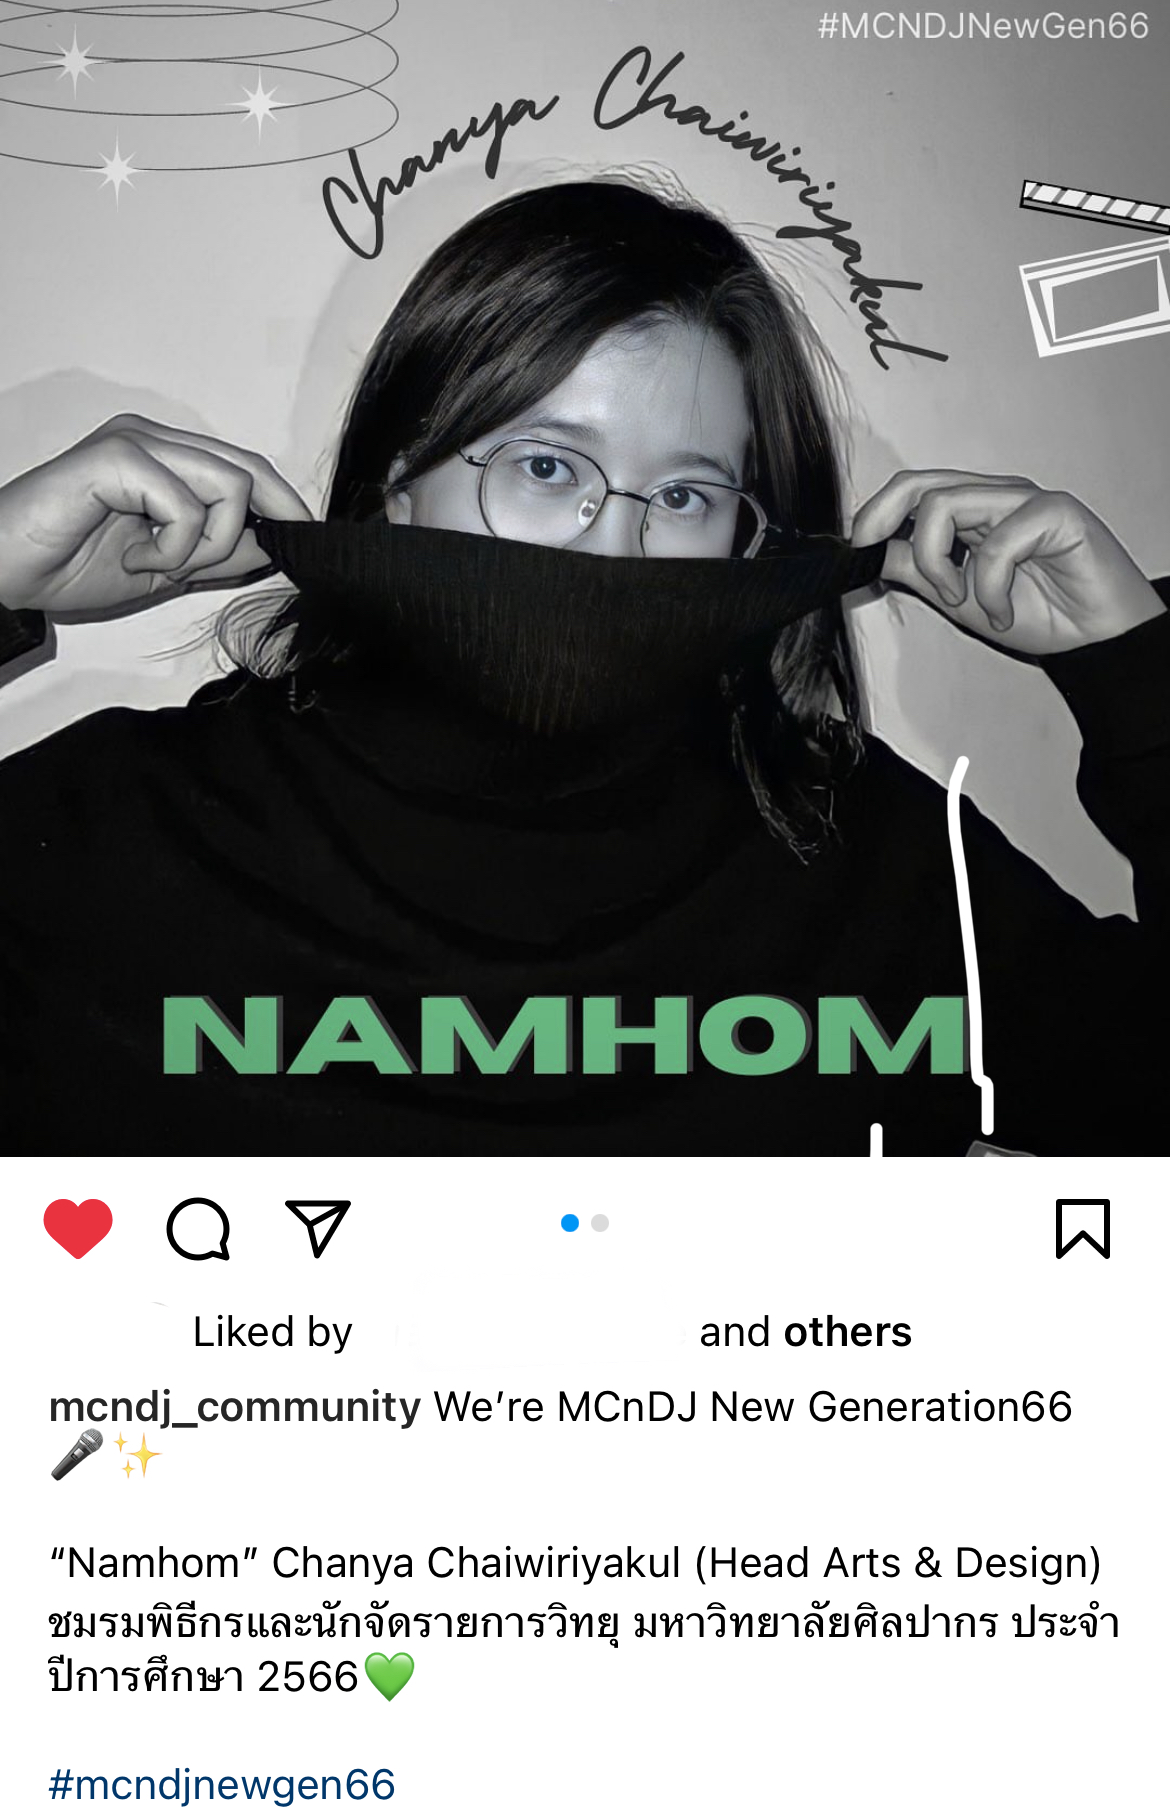 #MCNDJNewGen66
Chanya Chaiwiriyakul
NAMHOM
Liked by and others
mcndj_community We’re MCnDJ New Generation66
🎤✨
“Namhom” Chanya Chaiwiriyakul (Head Arts & Design)
ชมรมพิธีกรและนักจัดรายการวิทยุ มหาวิทยาลัยศิลปากร ประจำ
ปีการศึกษา 2566💚
#mcndjnewgen66